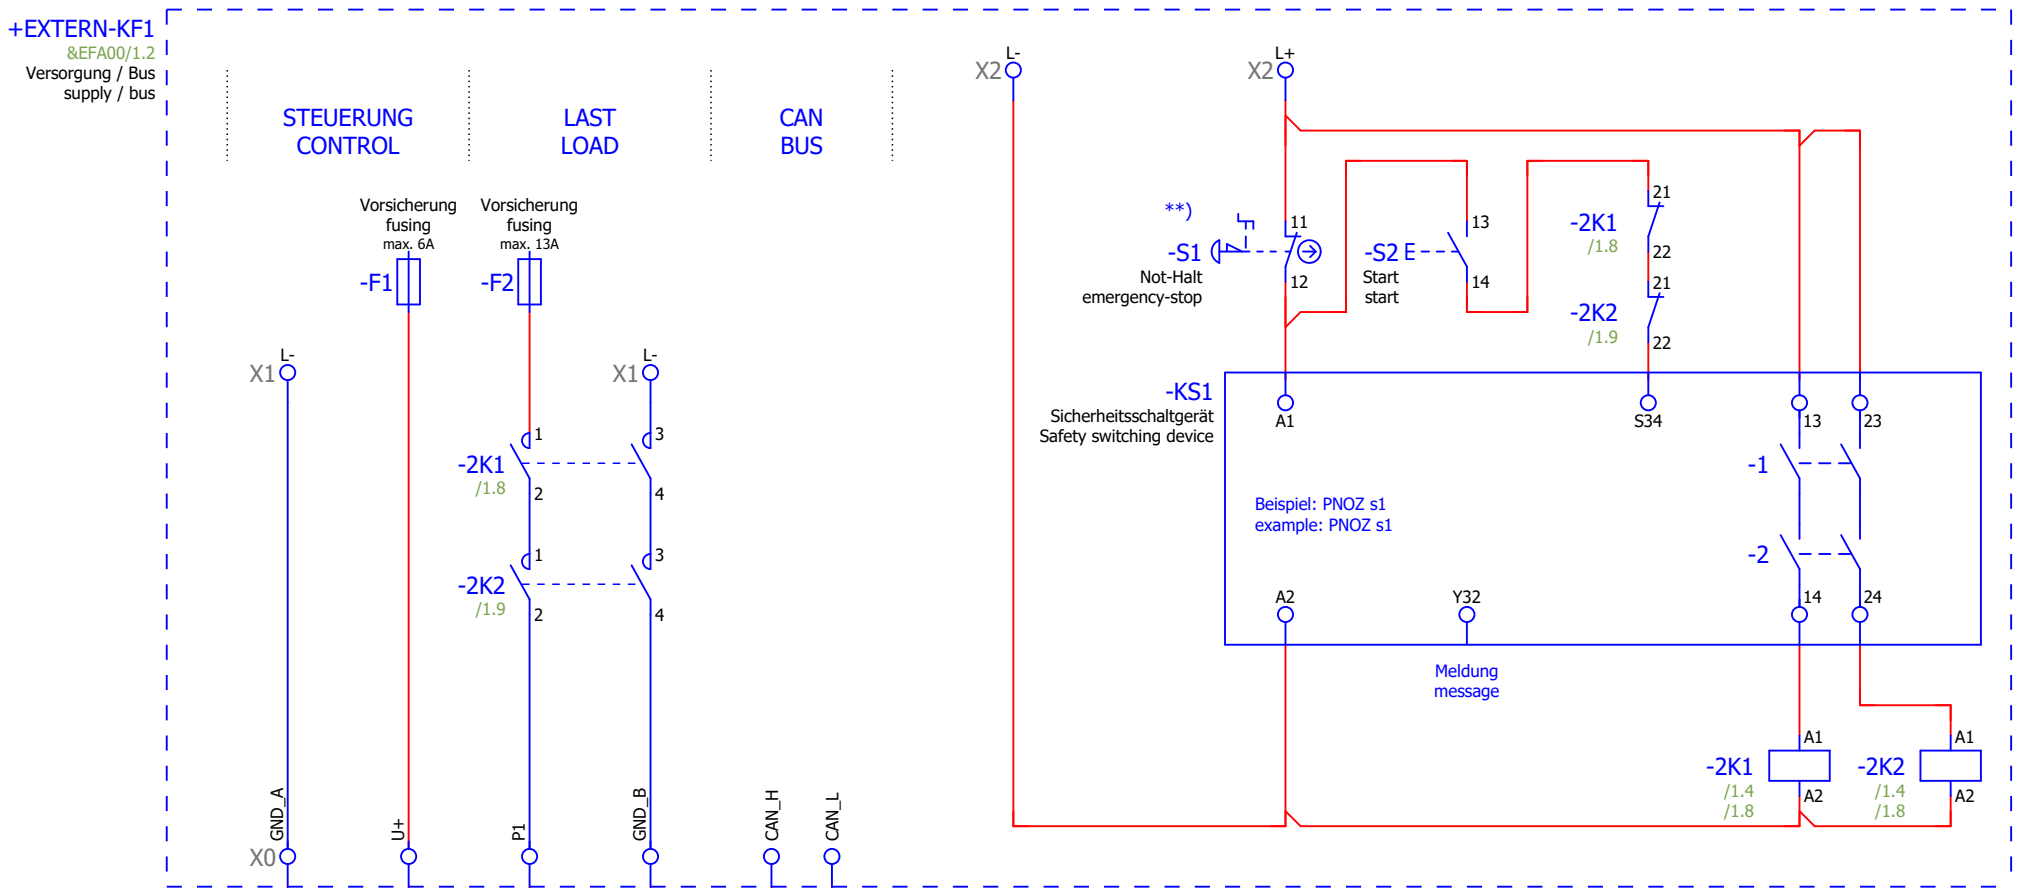 +EXTERN-KF1
&EFA00/1.2
Versorgung / Bus
supply / bus
STEUERUNG
CONTROL
LAST
LOAD
CAN
BUS
Vorsicherung
fusing
max. 6A
-F1
Vorsicherung
fusing
max. 13A
-F2
X1
L-
X1
L-
-2K1
/1.8
1
2
3
4
-2K2
/1.9
1
2
3
4
X0
GND_A
U+
P1
GND_B
CAN_H
CAN_L
X2
L-
X2
L+
**)
-S1
Not-Halt
emergency-stop
11
12
-S2
Start
start
13
14
-2K1
/1.8
21
22
-2K2
/1.9
21
22
-KS1
Sicherheitsschaltgerät
Safety switching device
A1
S34
13
23
-1
-2
Beispiel: PNOZ s1
example: PNOZ s1
A2
Y32
14
24
Meldung
message
-2K1
/1.4
/1.8
A1
A2
-2K2
/1.4
/1.8
A1
A2